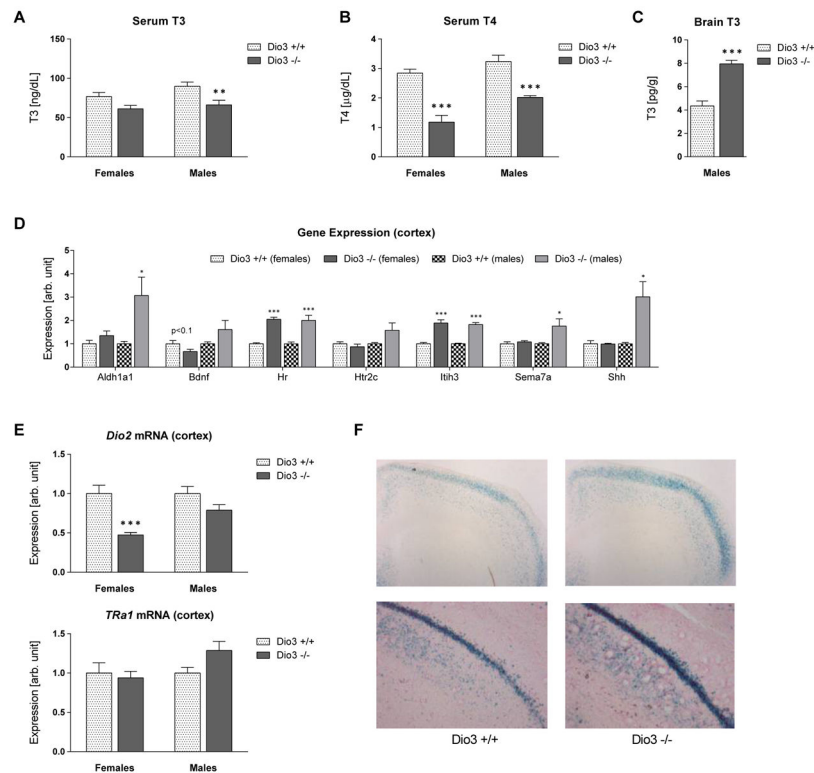 A
Serum T3
T3 [ng/dL]
150
100
50
0
**
Females
Males
Dio3 +/+
Dio3 -/-
B
Serum T4
T4 [μg/dL]
4
3
2
1
0
***
***
Females
Males
Dio3 +/+
Dio3 -/-
C
Brain T3
T3 [pg/g]
10
8
6
4
2
0
***
Males
Dio3 +/+
Dio3 -/-
D
Gene Expression (cortex)
Expression [arb. unit]
5
4
3
2
1
0
Dio3 +/+ (females) Dio3 -/- (females) Dio3 +/+ (males) Dio3 -/- (males)
*
p<0.1
***
***
***
***
*
*
Aldh1a1 Bdnf Hr Htr2c Itih3 Sema7a Shh
E
Dio2 mRNA (cortex)
Expression [arb. unit]
1.5
1.0
0.5
0.0
***
Females
Males
Dio3 +/+
Dio3 -/-
TRa1 mRNA (cortex)
Expression [arb. unit]
1.5
1.0
0.5
0.0
Females
Males
Dio3 +/+
Dio3 -/-
F
Dio3 +/+
Dio3 -/-